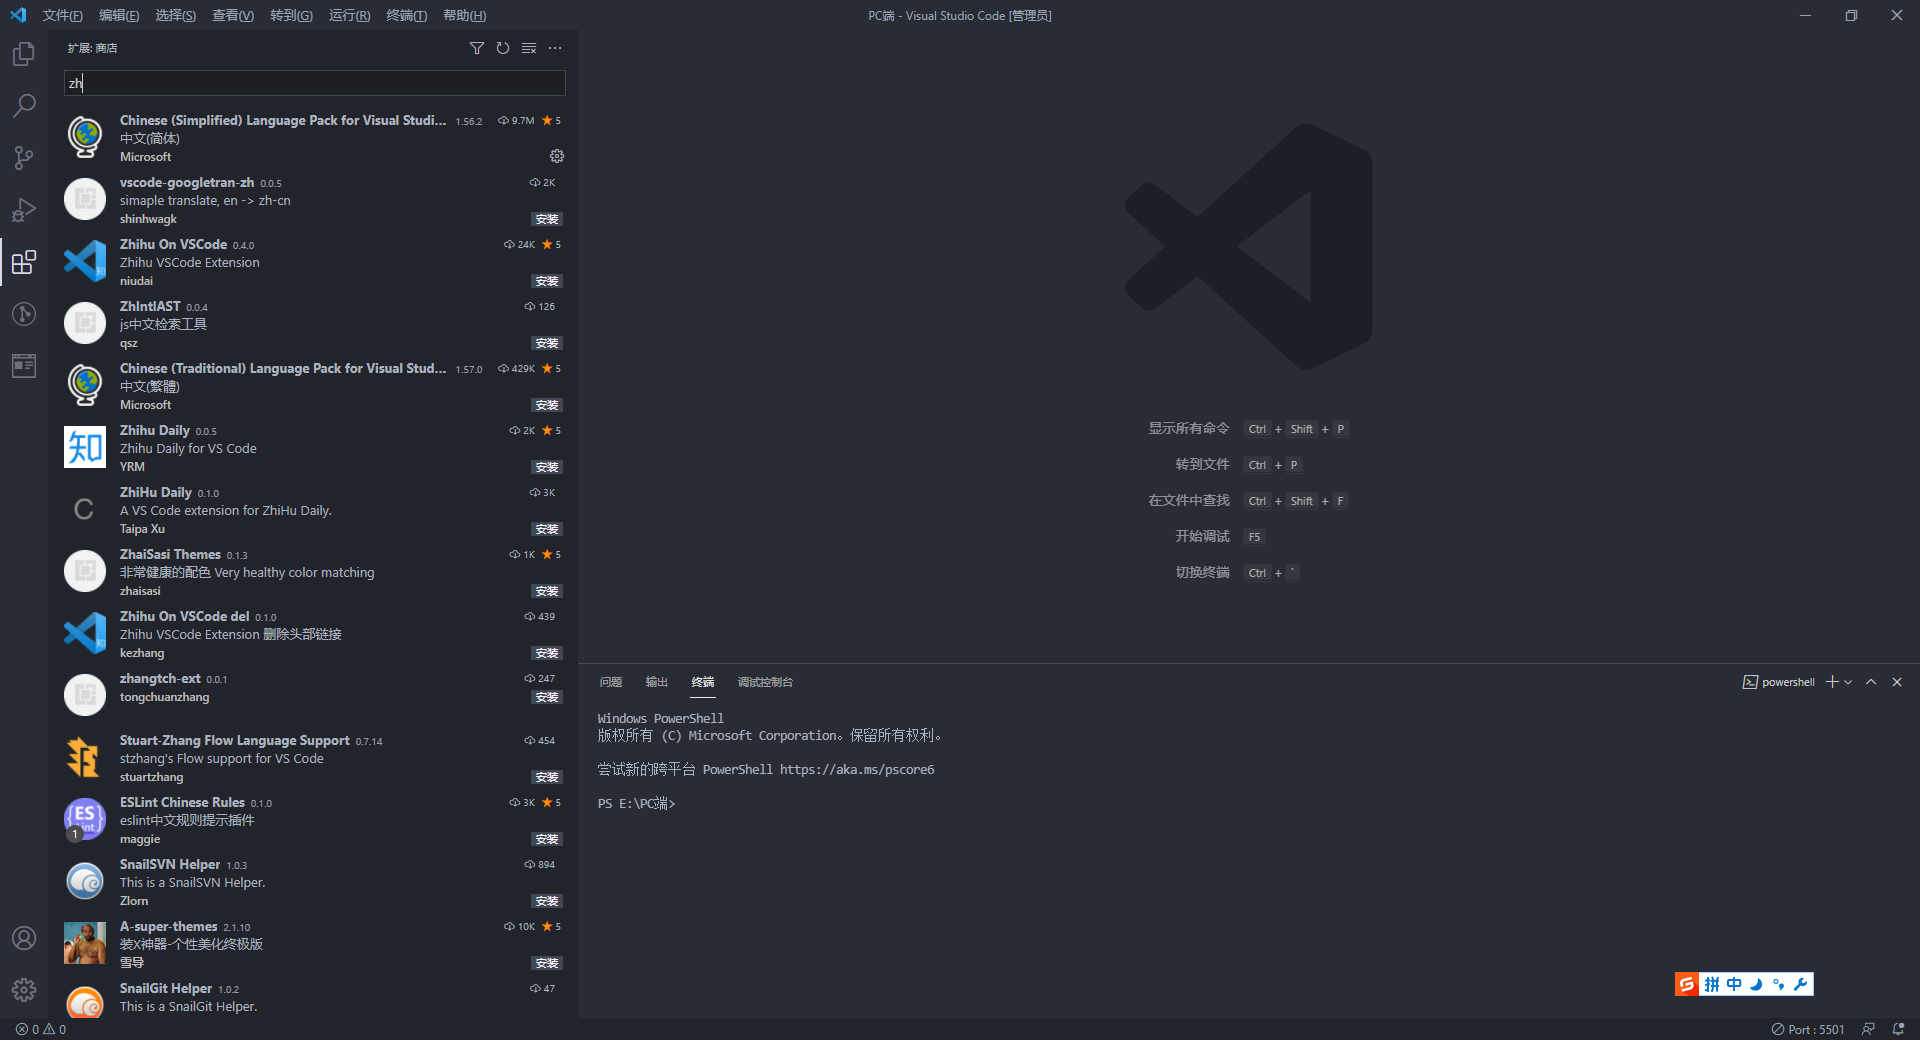 文件(F) 编辑(E) 选择(S) 查看(V) 转到(G) 运行(R) 终端(T) 帮助(H) PC端 - Visual Studio Code [管理员]
扩展: 商店
zh
Chinese (Simplified) Language Pack for Visual Studi... 1.56.2 9.7M ★ 5
中文(简体)
Microsoft
vscode-googletran-zh 0.0.5 2K
simaple translate, en -> zh-cn
shinhwagk 安装
Zhihu On VSCode 0.4.0 24K ★ 5
Zhihu VSCode Extension
niudai 安装
ZhIntlAST 0.0.4 126
js中文检索工具
qsz 安装
Chinese (Traditional) Language Pack for Visual Stud... 1.57.0 429K ★ 5
中文(繁體)
Microsoft 安装
Zhihu Daily 0.0.5 2K ★ 5
Zhihu Daily for VS Code
YRM 安装
知
ZhiHu Daily 0.1.0 3K
A VS Code extension for ZhiHu Daily.
Taipa Xu 安装
C
ZhaiSasi Themes 0.1.3 1K ★ 5
非常健康的配色 Very healthy color matching
zhaisasi 安装
Zhihu On VSCode del 0.1.0 439
Zhihu VSCode Extension 删除头部链接
kezhang 安装
zhangtch-ext 0.0.1 247
tongchuanzhang 安装
Stuart-Zhang Flow Language Support 0.7.14 454
stzhang's Flow support for VS Code
stuartzhang 安装
ESLint Chinese Rules 0.1.0 3K ★ 5
eslint中文规则提示插件
maggie 安装
{ES}
1
SnailSVN Helper 1.0.3 894
This is a SnailSVN Helper.
Zlorn 安装
A-super-themes 2.1.10 10K ★ 5
装X神器-个性美化终极版
雪导 安装
SnailGit Helper 1.0.2 47
This is a SnailGit Helper.
显示所有命令 Ctrl + Shift + P
转到文件 Ctrl + P
在文件中查找 Ctrl + Shift + F
开始调试 F5
切换终端 Ctrl + `
问题 输出 终端 调试控制台 powershell
Windows PowerShell
版权所有 (C) Microsoft Corporation。保留所有权利。
尝试新的跨平台 PowerShell https://aka.ms/pscore6
PS E:\PC端>
S 拼 中
0 0 Port : 5501